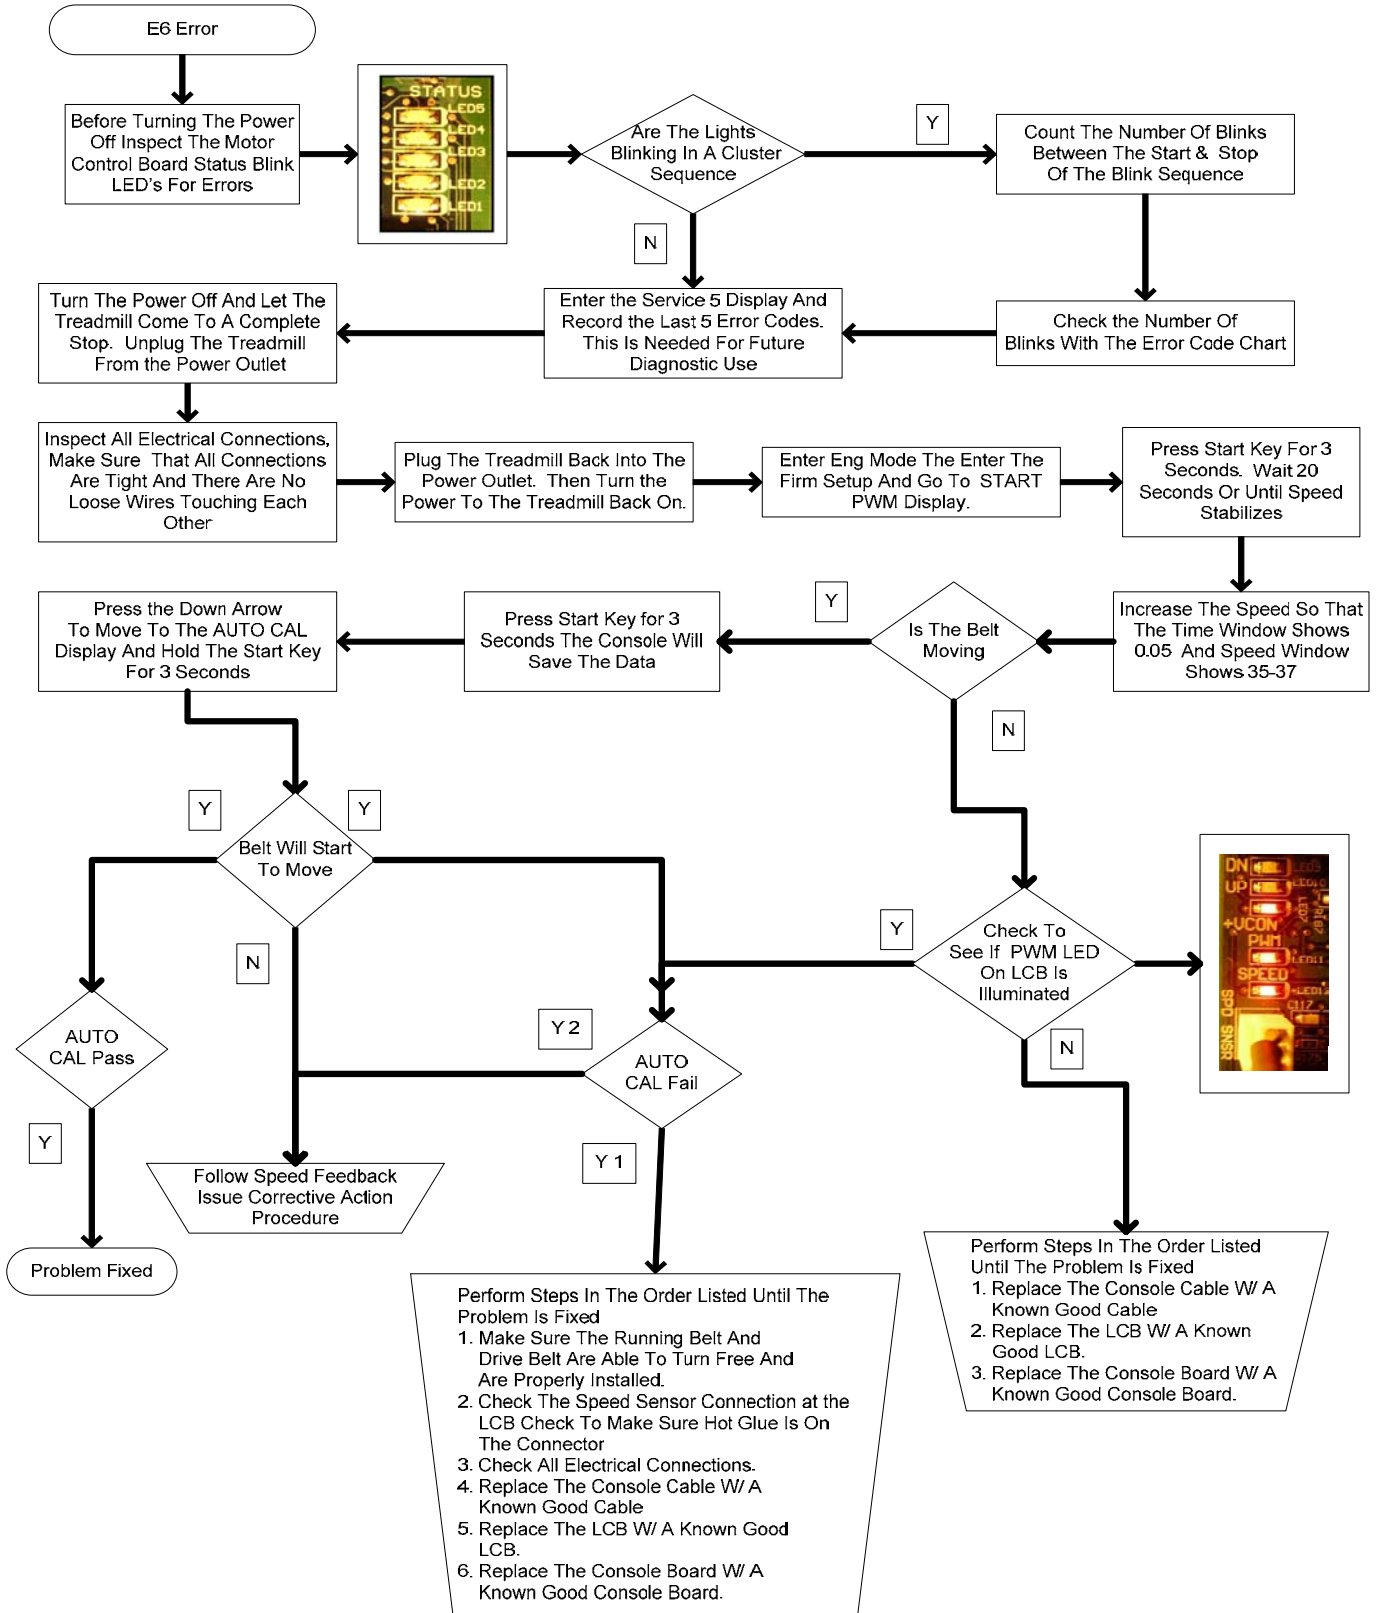 E6 Error
Before Turning The Power
Off Inspect The Motor
Control Board Status Blink
LED's For Errors
STATUS
LED5
LED4
LED3
LED2
LED1
Are The Lights
Blinking In A Cluster
Sequence
Y
Count The Number Of Blinks
Between The Start & Stop
Of The Blink Sequence
N
Check the Number Of
Blinks With The Error Code Chart
Enter the Service 5 Display And
Record the Last 5 Error Codes.
This Is Needed For Future
Diagnostic Use
Turn The Power Off And Let The
Treadmill Come To A Complete
Stop. Unplug The Treadmill
From the Power Outlet
Inspect All Electrical Connections,
Make Sure That All Connections
Are Tight And There Are No
Loose Wires Touching Each
Other
Plug The Treadmill Back Into The
Power Outlet. Then Turn the
Power To The Treadmill Back On.
Enter Eng Mode The Enter The
Firm Setup And Go To START
PWM Display.
Press Start Key For 3
Seconds. Wait 20
Seconds Or Until Speed
Stabilizes
Increase The Speed So That
The Time Window Shows
0.05 And Speed Window
Shows 35-37
Is The Belt
Moving
Y
Press Start Key for 3
Seconds The Console Will
Save The Data
Press the Down Arrow
To Move To The AUTO CAL
Display And Hold The Start Key
For 3 Seconds
N
Y
Y
Belt Will Start
To Move
N
Y
Check To
See If PWM LED
On LCB Is
Illuminated
DN
UP
+VCON
PWM
SPEED
LED11
C117
SPD SNSR
N
AUTO
CAL Pass
Y
Y 2
AUTO
CAL Fail
Y 1
Follow Speed Feedback
Issue Corrective Action
Procedure
Problem Fixed
Perform Steps In The Order Listed Until The
Problem Is Fixed
1. Make Sure The Running Belt And
Drive Belt Are Able To Turn Free And
Are Properly Installed.
2. Check The Speed Sensor Connection at the
LCB Check To Make Sure Hot Glue Is On
The Connector
3. Check All Electrical Connections.
4. Replace The Console Cable W/ A
Known Good Cable
5. Replace The LCB W/ A Known Good
LCB.
6. Replace The Console Board W/ A
Known Good Console Board.
Perform Steps In The Order Listed
Until The Problem Is Fixed
1. Replace The Console Cable W/ A
Known Good Cable
2. Replace The LCB W/ A Known
Good LCB.
3. Replace The Console Board W/ A
Known Good Console Board.